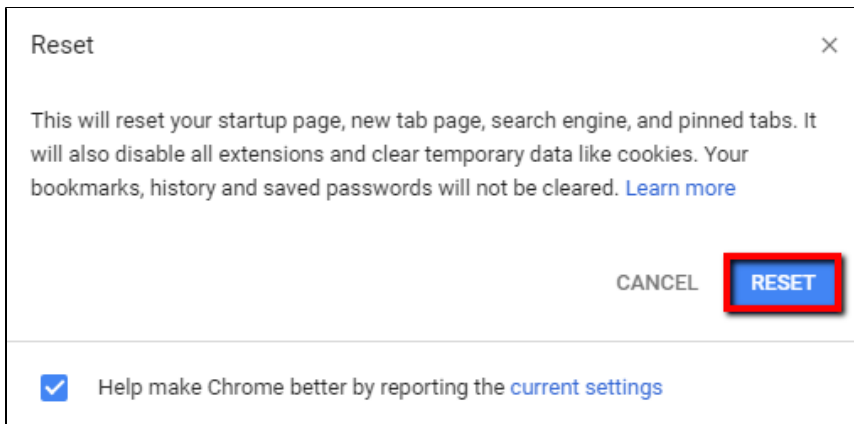 Reset
This will reset your startup page, new tab page, search engine, and pinned tabs. It
will also disable all extensions and clear temporary data like cookies. Your
bookmarks, history and saved passwords will not be cleared. Learn more
CANCEL RESET
Help make Chrome better by reporting the current settings